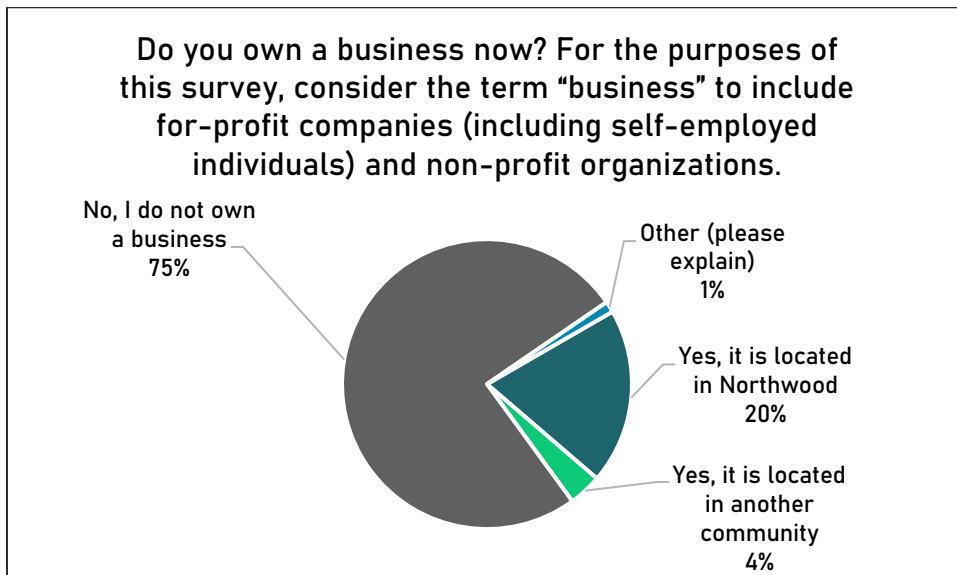 Do you own a business now? For the purposes of
this survey, consider the term “business” to include
for-profit companies (including self-employed
individuals) and non-profit organizations.
No, I do not own
a business
75%
Other (please
explain)
1%
Yes, it is located
in Northwood
20%
Yes, it is located
in another
community
4%